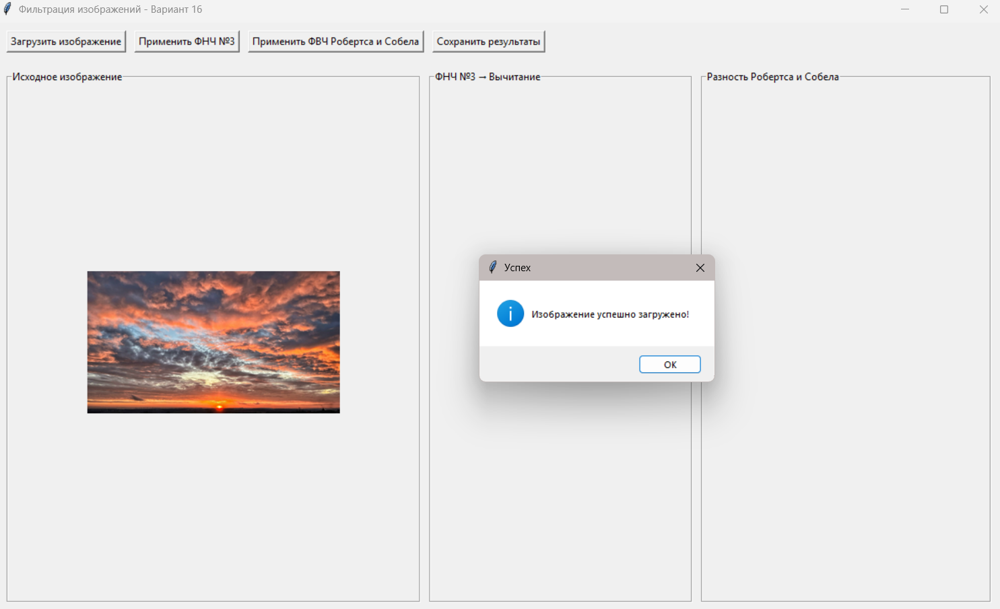 Фильтрация изображений - Вариант 16
Загрузить изображение
Применить ФНЧ №3
Применить ФВЧ Робертса и Собела
Сохранить результаты
Исходное изображение
ФНЧ №3 → Вычитание
Разность Робертса и Собела
Успех
Изображение успешно загружено!
ОК